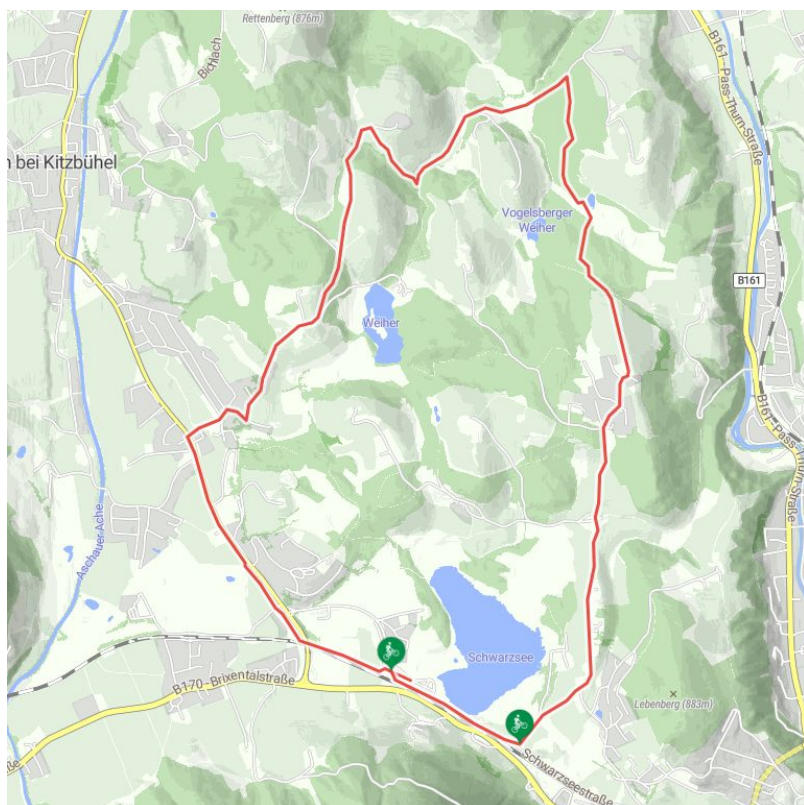 Rettenberg (876m)
Bichlach
B161 - Pass-Thurn-Straße
n bei Kitzbühel
Vogelsberger
Weiher
B161
Weiher
B161-Pass-Thurn-Straße
Aschauer Ache
Schwarzsee
B170 - Brixentalstraße
Lebenberg (883m)
Schwarzseestraße
aße